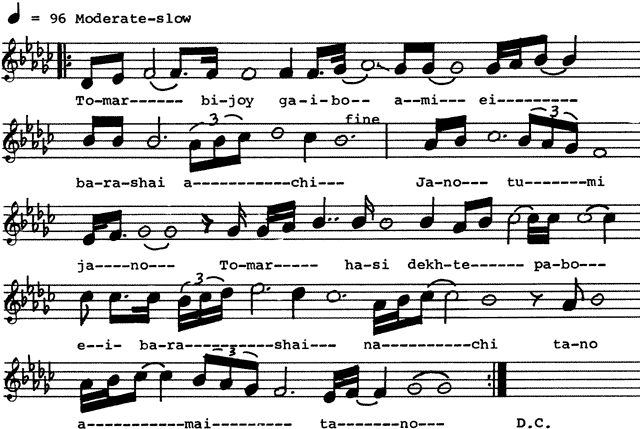 = 96 Moderate-slow
To-mar------ bi-joy ga-i-bo-- a--mi--- ei----------
3 fine 3
ba-ra-shai a------------chi--- Ja-no--- tu-------mi
ja----no--- To-mar------ ha-si dekh-te------- pa-bo---
3
e--i- ba-ra-----------shai--- na-----------chi ta-no
3
a------------mai---------- ta-------no--- D.C.